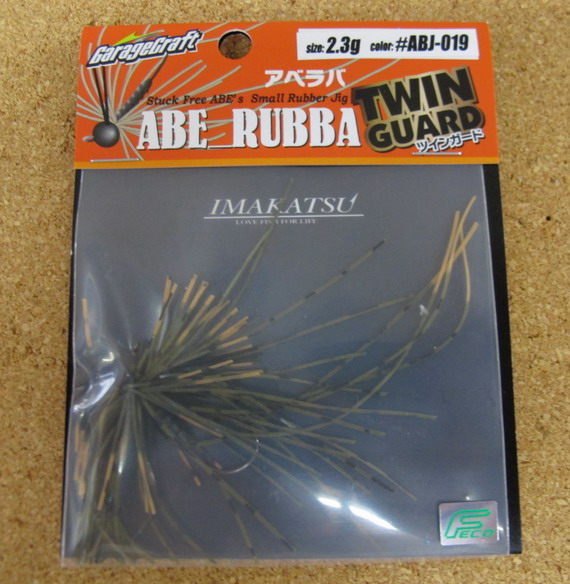 GarageCraft
size: 2.3g color: #ABJ-019
アベラバ
Stuck Free ABE's Small Rubber Jig
ABE RUBBA
TWIN
GUARD
ツインガード
IMAKATSU
LOVE FISH FOR LIFE
FECO